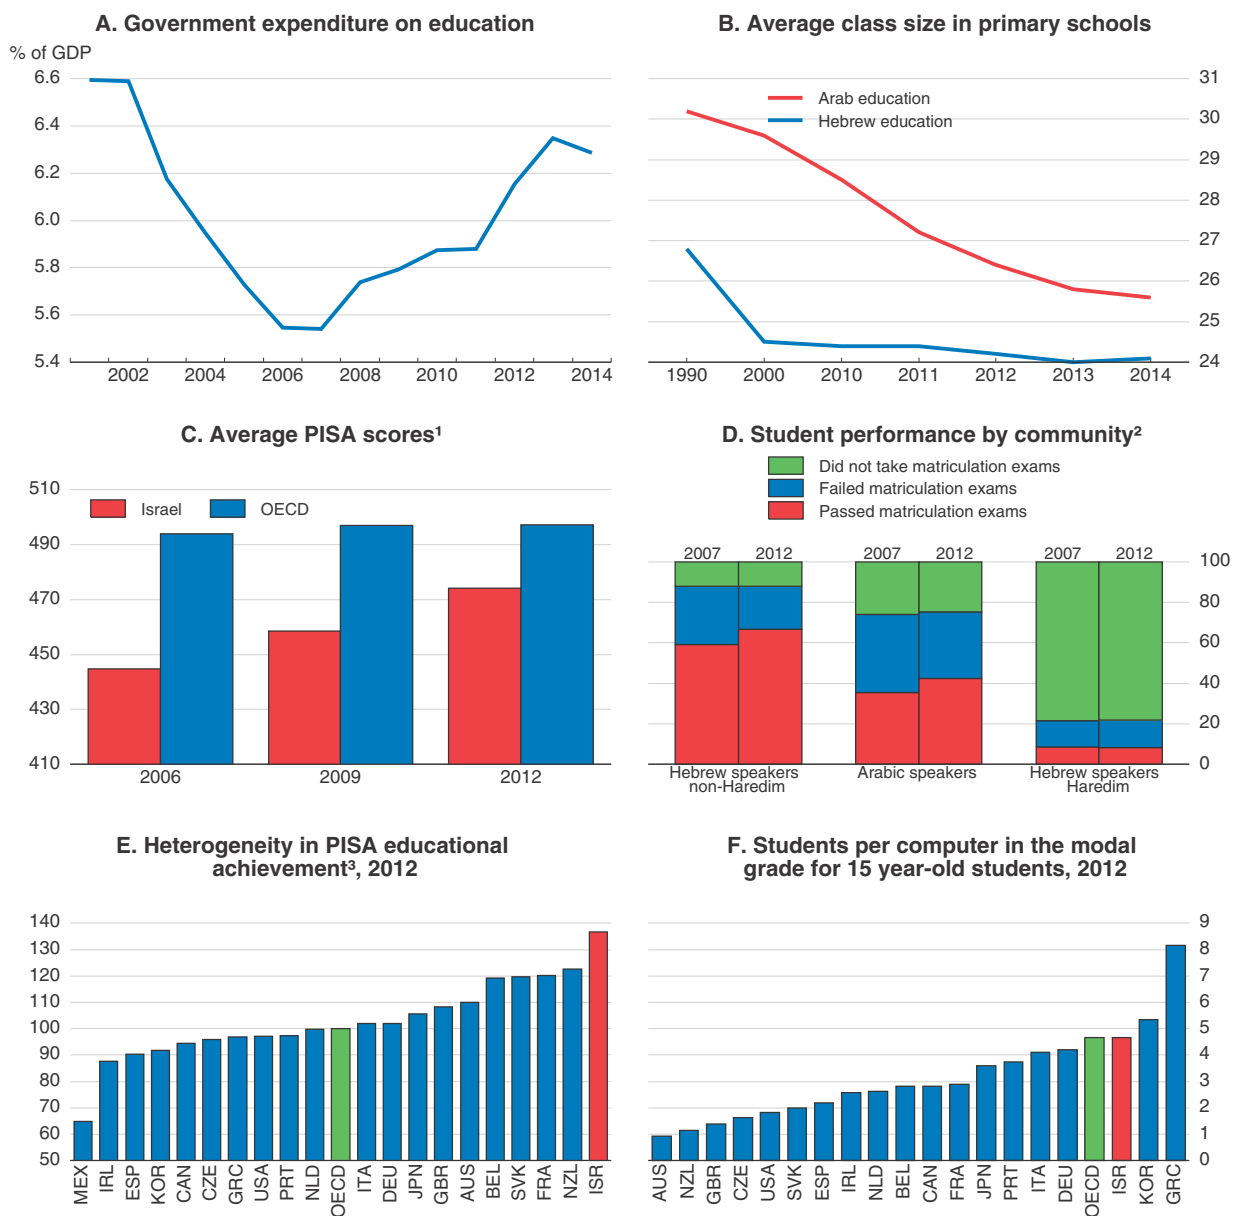 A. Government expenditure on education
% of GDP
6.6
6.4
6.2
6.0
5.8
5.6
5.4
2002 2004 2006 2008 2010 2012 2014
B. Average class size in primary schools
Arab education
Hebrew education
31
30
29
28
27
26
25
24
1990 2000 2010 2011 2012 2013 2014
C. Average PISA scores¹
Israel OECD
510
490
470
450
430
410
2006 2009 2012
D. Student performance by community²
Did not take matriculation exams
Failed matriculation exams
Passed matriculation exams
2007 2012 2007 2012 2007 2012
100
80
60
40
20
0
Hebrew speakers
non-Haredim
Arabic speakers
Hebrew speakers
Haredim
E. Heterogeneity in PISA educational
achievement³, 2012
140
130
120
110
100
90
80
70
60
50
MEX IRL ESP KOR CAN CZE GRC USA PRT NLD OECD ITA DEU JPN GBR AUS BEL SVK FRA NZL ISR
F. Students per computer in the modal
grade for 15 year-old students, 2012
9
8
7
6
5
4
3
2
1
0
AUS NZL GBR CZE USA SVK ESP IRL NLD BEL CAN FRA JPN PRT ITA DEU OECD ISR KOR GRC